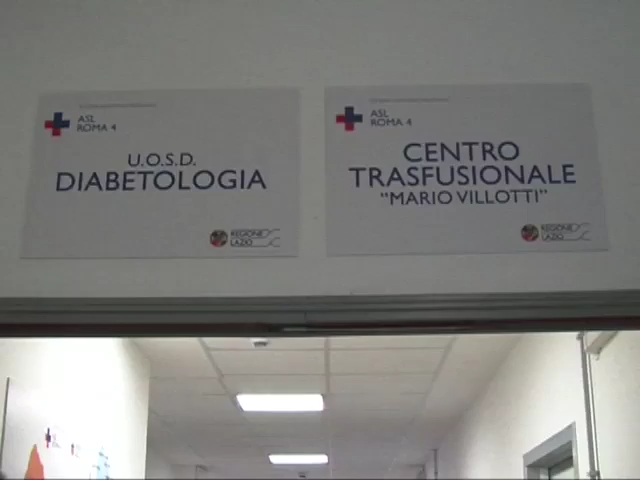 ASL
ROMA 4
U.O.S.D.
DIABETOLOGIA
REGIONE
LAZIO
ASL
ROMA 4
CENTRO
TRASFUSIONALE
"MARIO VILLOTTI"
REGIONE
LAZIO